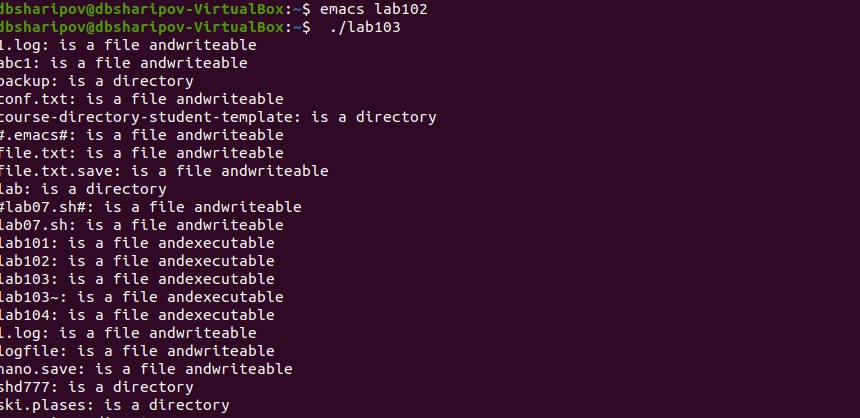 dbsharipov@dbsharipov-VirtualBox:~$ emacs lab102
dbsharipov@dbsharipov-VirtualBox:~$  ./lab103
1.log: is a file andwriteable
abc1: is a file andwriteable
backup: is a directory
conf.txt: is a file andwriteable
course-directory-student-template: is a directory
#.emacs#: is a file andwriteable
file.txt: is a file andwriteable
file.txt.save: is a file andwriteable
lab: is a directory
#lab07.sh#: is a file andwriteable
lab07.sh: is a file andwriteable
lab101: is a file andexecutable
lab102: is a file andexecutable
lab103: is a file andexecutable
lab103~: is a file andexecutable
lab104: is a file andexecutable
l.log: is a file andwriteable
logfile: is a file andwriteable
nano.save: is a file andwriteable
shd777: is a directory
ski.plases: is a directory